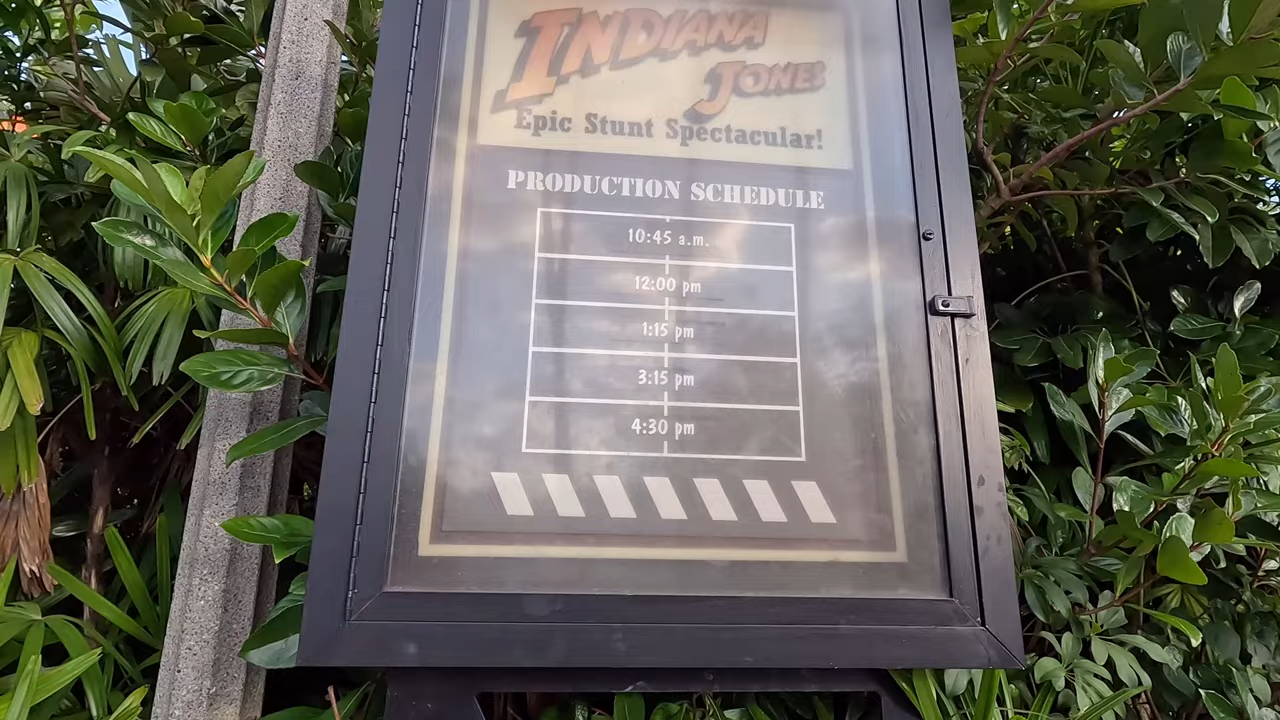 INDIANA
JONES
Epic Stunt Spectacular!
PRODUCTION SCHEDULE
10:45 a.m.
12:00 pm
1:15 pm
3:15 pm
4:30 pm